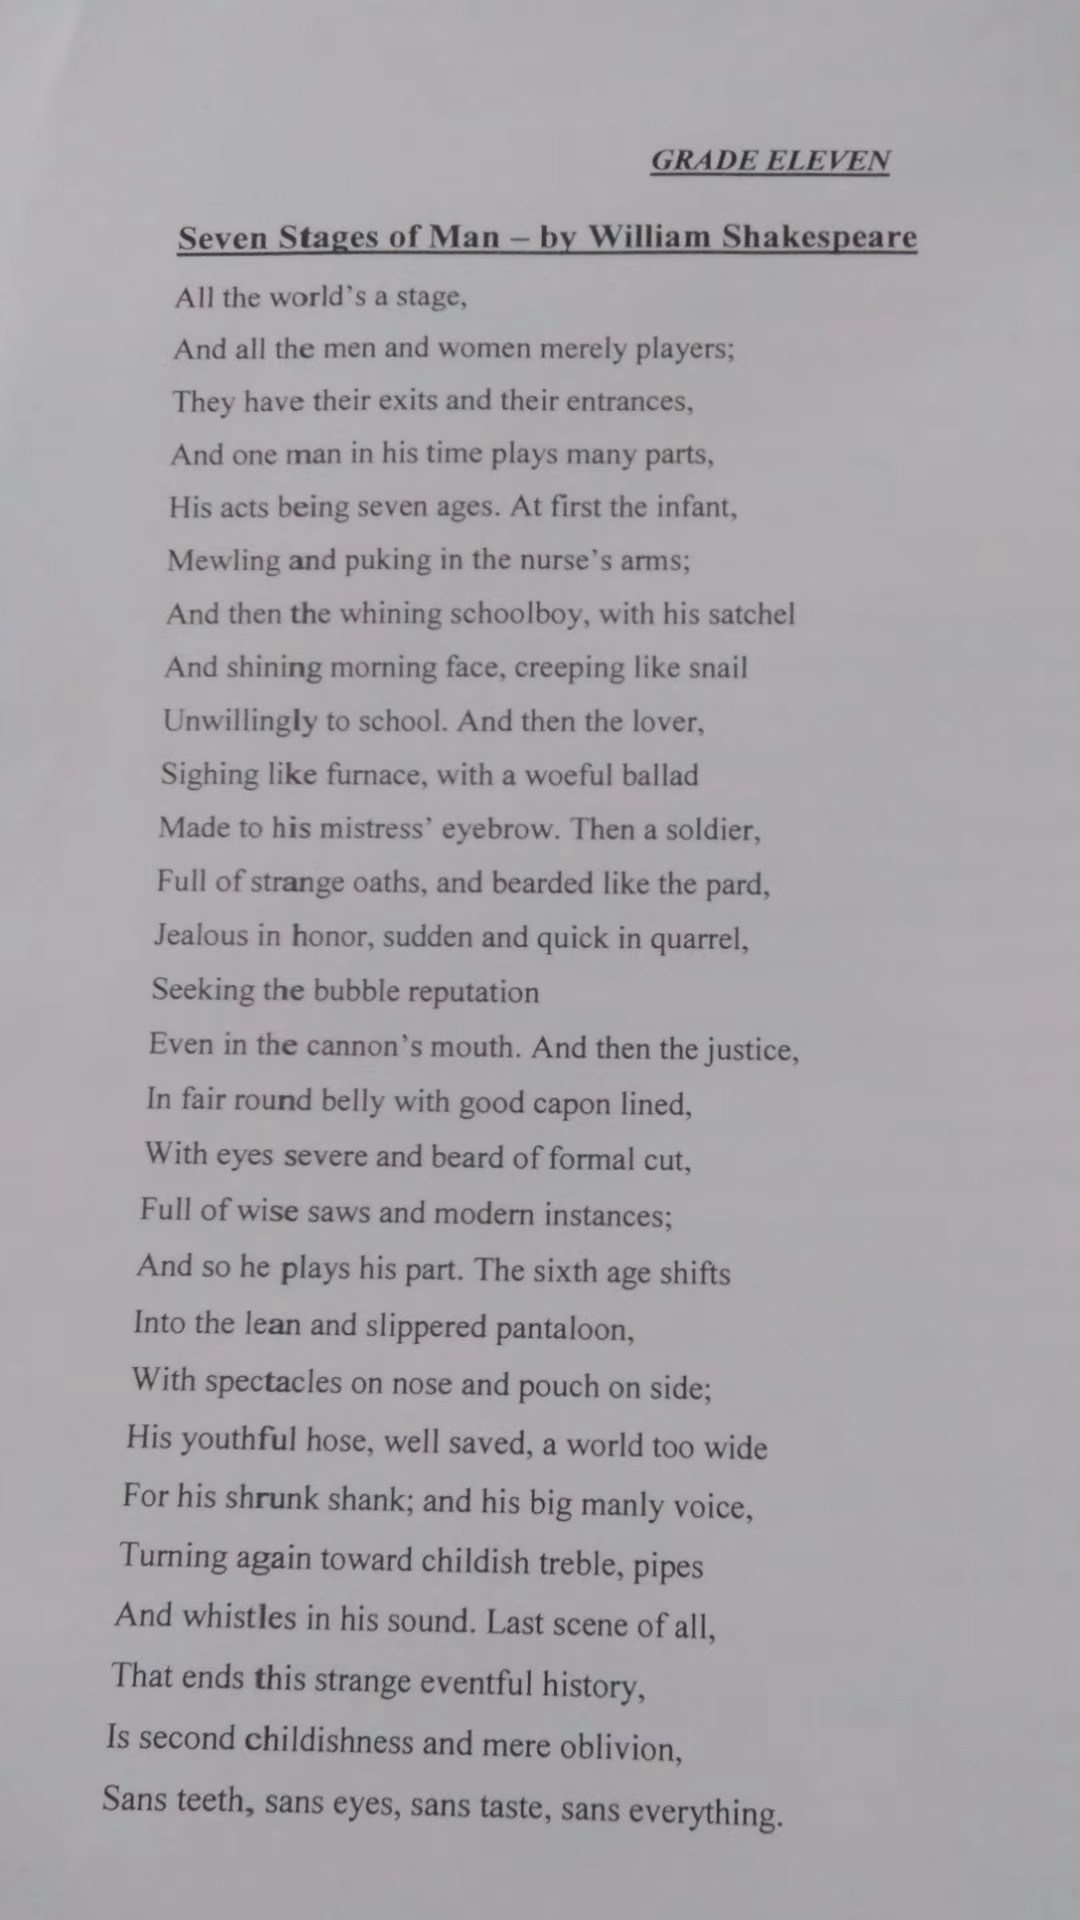 GRADE ELEVEN
Seven Stages of Man – by William Shakespeare
All the world's a stage,
And all the men and women merely players;
They have their exits and their entrances,
And one man in his time plays many parts,
His acts being seven ages. At first the infant,
Mewling and puking in the nurse's arms;
And then the whining schoolboy, with his satchel
And shining morning face, creeping like snail
Unwillingly to school. And then the lover,
Sighing like furnace, with a woeful ballad
Made to his mistress' eyebrow. Then a soldier,
Full of strange oaths, and bearded like the pard,
Jealous in honor, sudden and quick in quarrel,
Seeking the bubble reputation
Even in the cannon's mouth. And then the justice,
In fair round belly with good capon lined,
With eyes severe and beard of formal cut,
Full of wise saws and modern instances;
And so he plays his part. The sixth age shifts
Into the lean and slippered pantaloon,
With spectacles on nose and pouch on side;
His youthful hose, well saved, a world too wide
For his shrunk shank; and his big manly voice,
Turning again toward childish treble, pipes
And whistles in his sound. Last scene of all,
That ends this strange eventful history,
Is second childishness and mere oblivion,
Sans teeth, sans eyes, sans taste, sans everything.